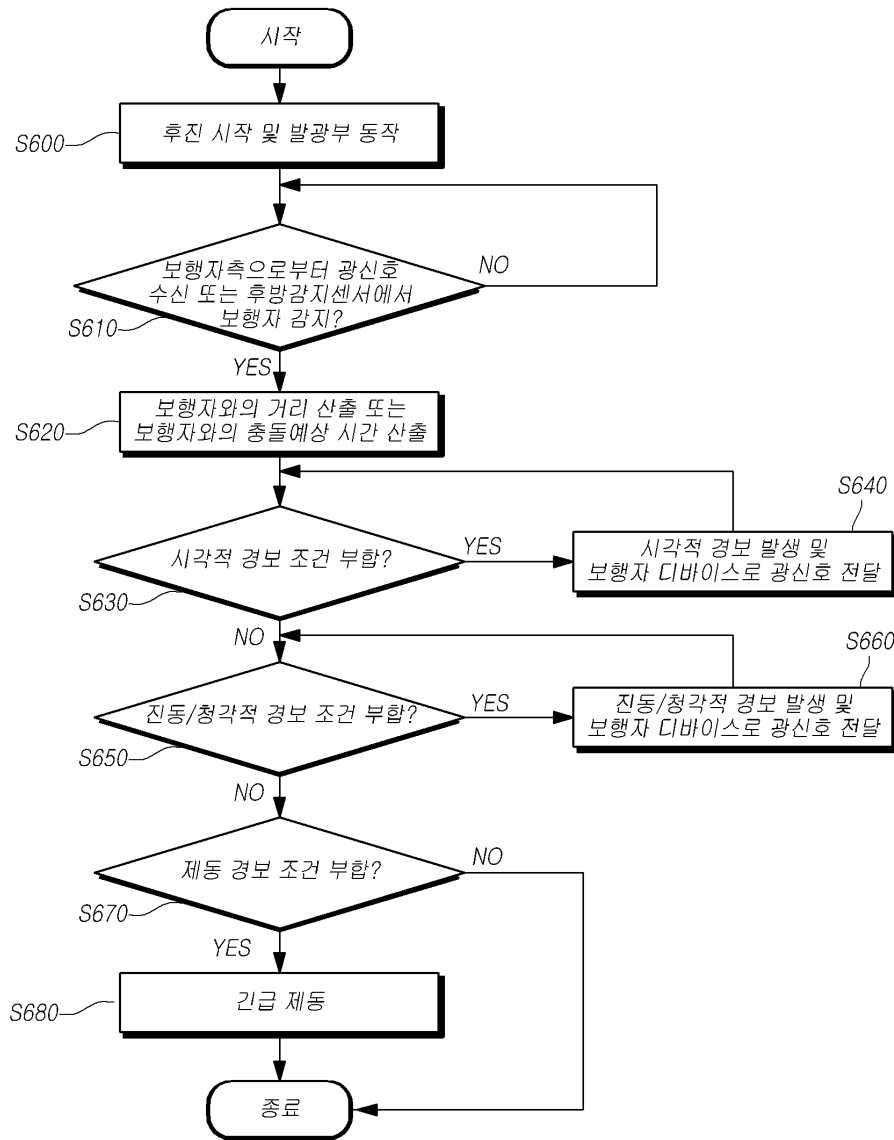 시작
후진 시작 및 발광부 동작
S600
보행자측으로부터 광신호
수신 또는 후방감지센서에서
보행자 감지?
NO
S610
YES
보행자와의 거리 산출 또는
보행자와의 충돌예상 시간 산출
S620
시각적 경보 조건 부합?
YES
S630
S640
시각적 경보 발생 및
보행자 디바이스로 광신호 전달
NO
진동/청각적 경보 조건 부합?
YES
S650
S660
진동/청각적 경보 발생 및
보행자 디바이스로 광신호 전달
NO
제동 경보 조건 부합?
NO
S670
YES
긴급 제동
S680
종료